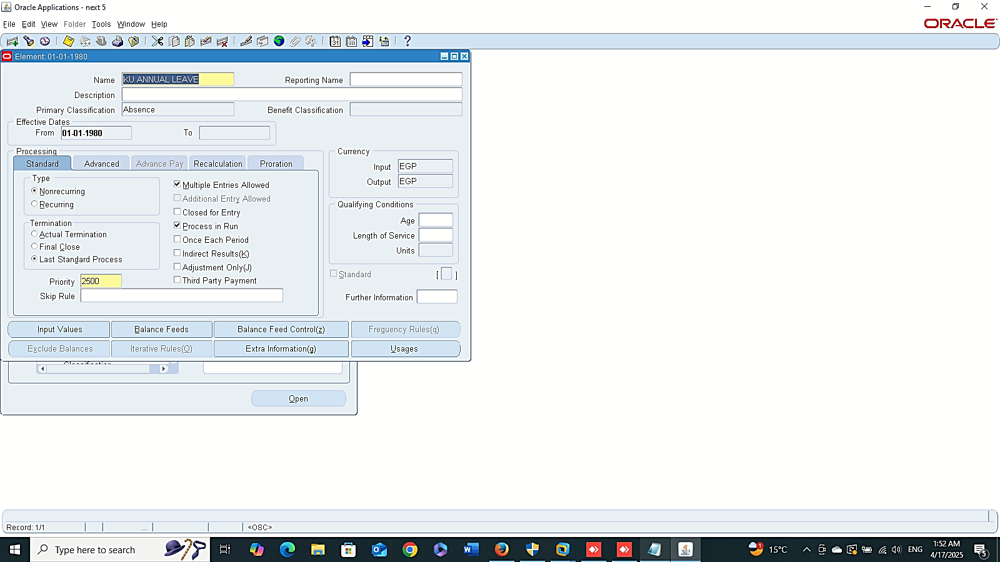 Oracle Applications - next 5
File Edit View Folder Tools Window Help
ORACLE
Element: 01-01-1980
Name KU ANNUAL LEAVE Reporting Name
Description
Primary Classification Absence Benefit Classification
Effective Dates
From 01-01-1980 To
Processing
Standard Advanced Advance Pay Recalculation Proration
Type
Nonrecurring
Recurring
Termination
Actual Termination
Final Close
Last Standard Process
Multiple Entries Allowed
Additional Entry Allowed
Closed for Entry
Process in Run
Once Each Period
Indirect Results(K)
Adjustment Only(J)
Third Party Payment
Priority 2500
Skip Rule
Currency
Input EGP
Output EGP
Qualifying Conditions
Age
Length of Service
Units
Standard [ ]
Further Information
Input Values Balance Feeds Balance Feed Control(z) Frequency Rules(q)
Exclude Balances Iterative Rules(O) Extra Information(g) Usages
Classification
Open
Record: 1/1 ... <OSC>
Type here to search
15°C
ENG
1:52 AM
4/17/2025
5